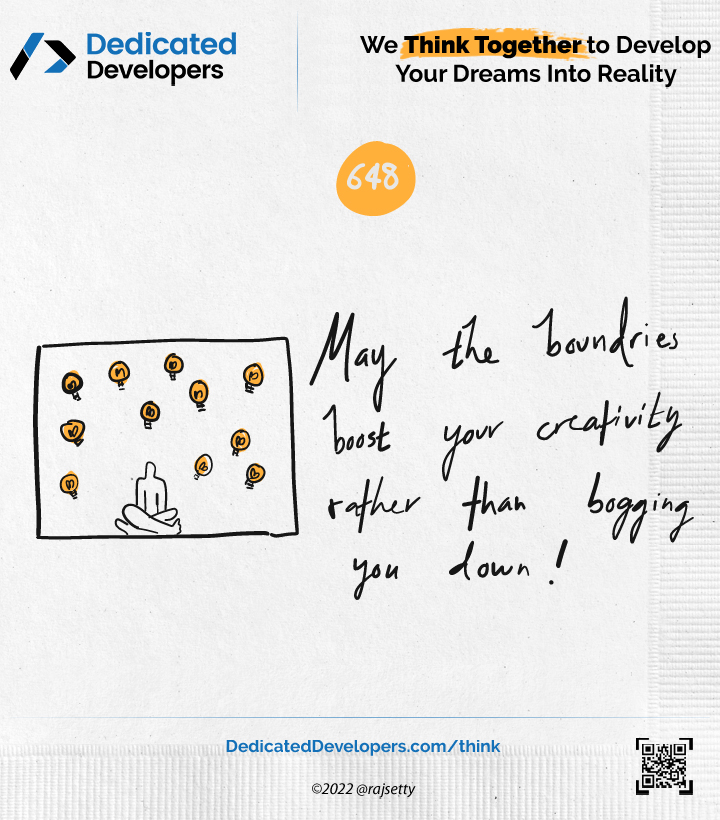 Dedicated
Developers
We Think Together to Develop
Your Dreams Into Reality
648
May the boundries
boost your creativity
rather than bogging
you down!
DedicatedDevelopers.com/think
©2022 @rajsetty